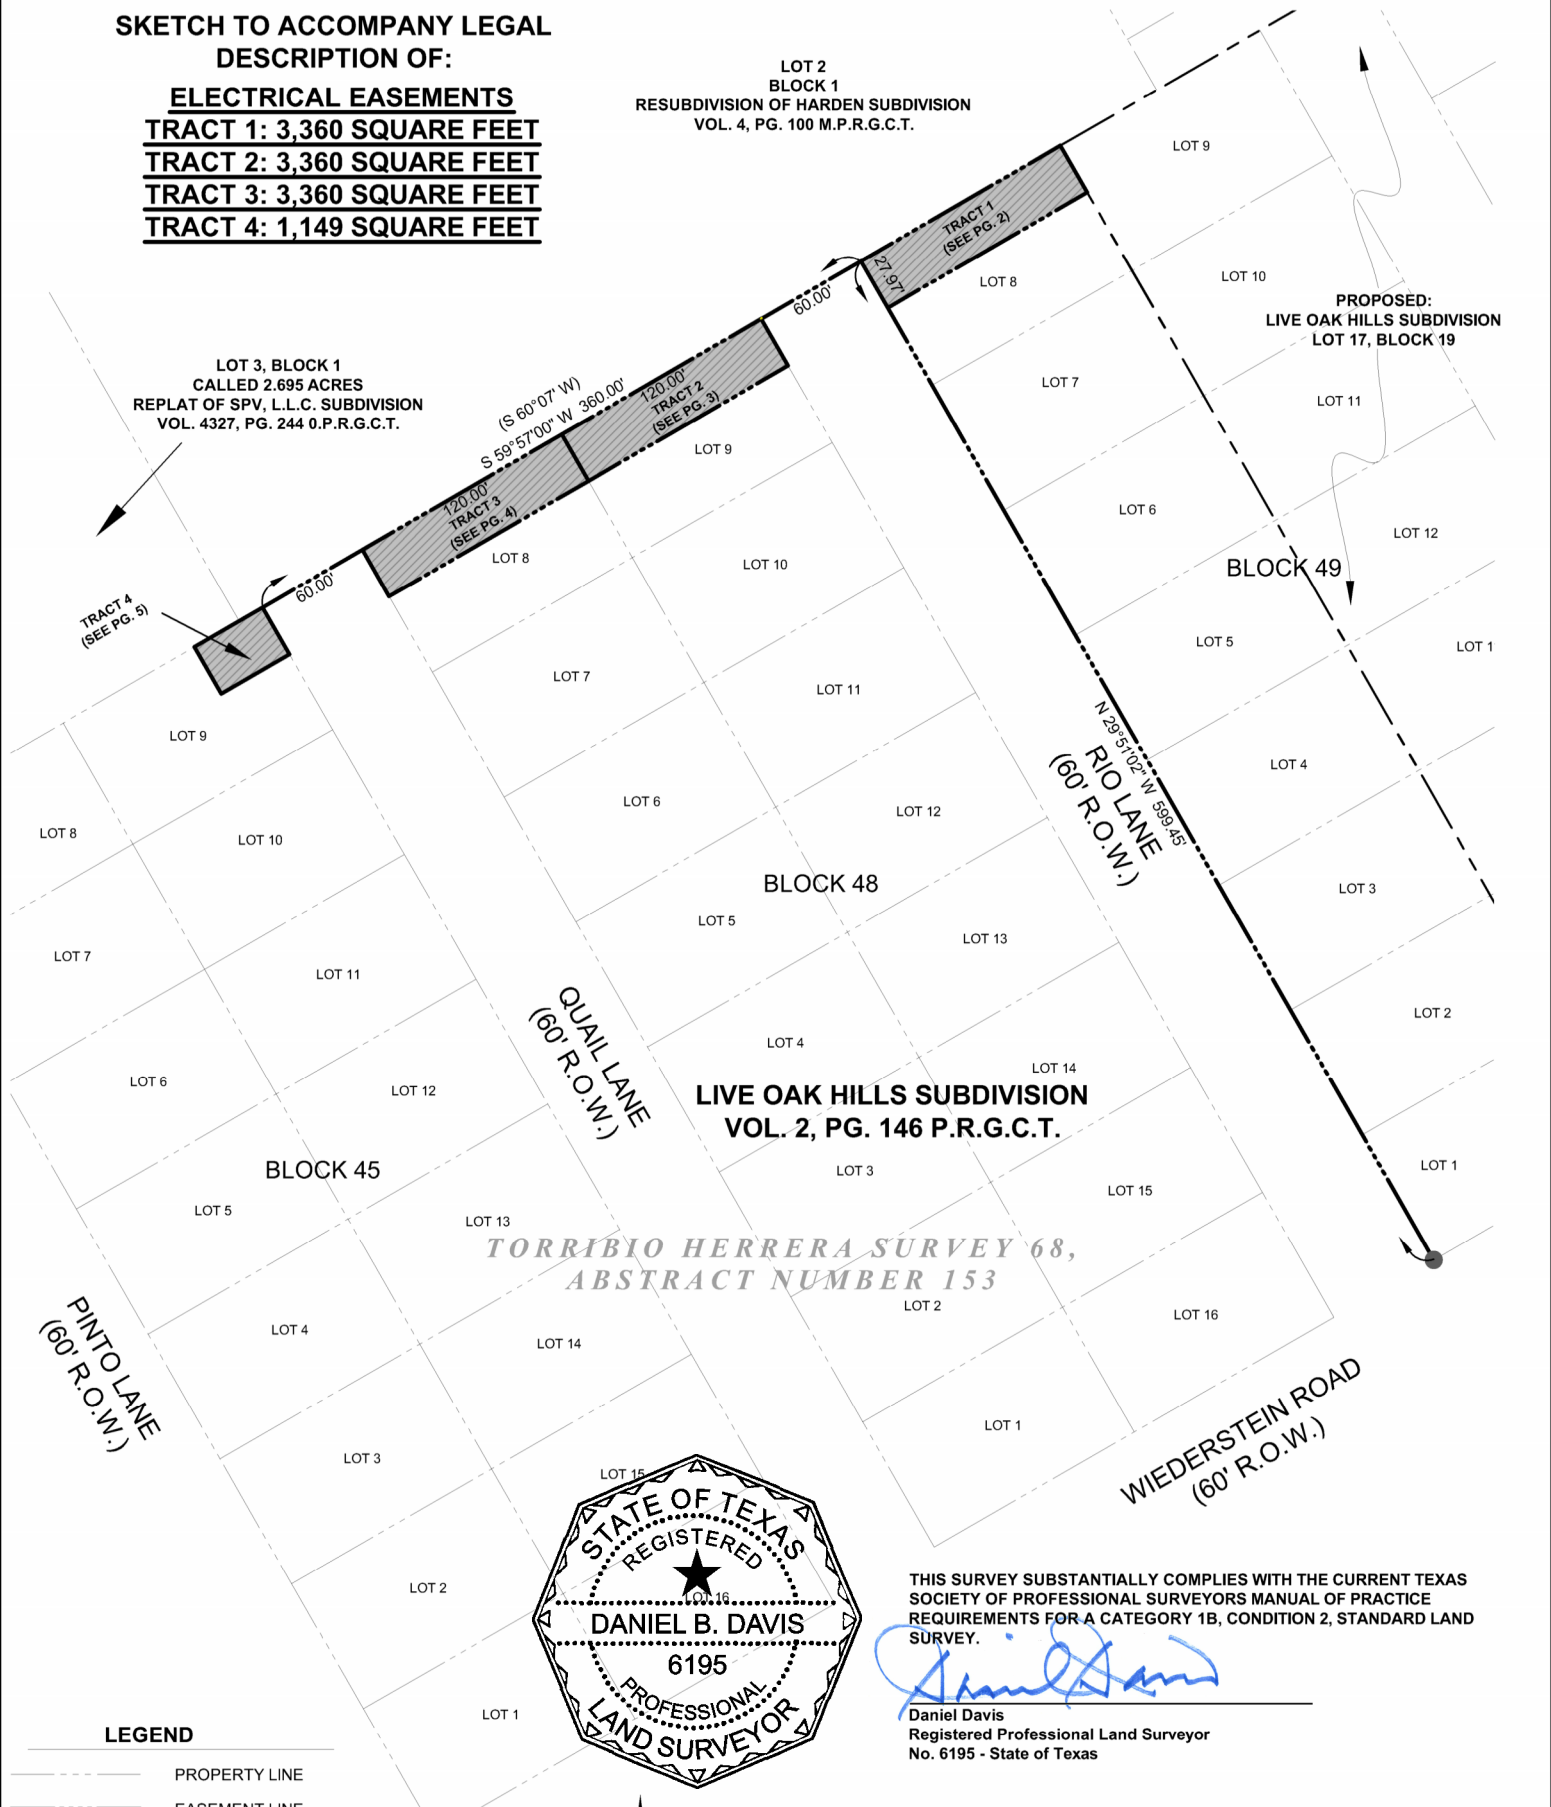 SKETCH TO ACCOMPANY LEGAL
DESCRIPTION OF:
ELECTRICAL EASEMENTS
TRACT 1: 3,360 SQUARE FEET
TRACT 2: 3,360 SQUARE FEET
TRACT 3: 3,360 SQUARE FEET
TRACT 4: 1,149 SQUARE FEET
LOT 2
BLOCK 1
RESUBDIVISION OF HARDEN SUBDIVISION
VOL. 4, PG. 100 M.P.R.G.C.T.
LOT 9
TRACT 1
(SEE PG. 2)
27.97'
LOT 8
LOT 10
60.00'
PROPOSED:
LIVE OAK HILLS SUBDIVISION
LOT 17, BLOCK 19
LOT 3, BLOCK 1
CALLED 2.695 ACRES
REPLAT OF SPV, L.L.C. SUBDIVISION
VOL. 4327, PG. 244 0.P.R.G.C.T.
(S 60°07' W)
S 59°57'00" W 360.00'
120.00'
TRACT 2
(SEE PG. 3)
LOT 7
LOT 11
LOT 9
120.00'
TRACT 3
(SEE PG. 4)
LOT 6
LOT 12
LOT 8
LOT 10
BLOCK 49
60.00'
TRACT 4
(SEE PG. 5)
LOT 5
LOT 1
LOT 7
LOT 11
N 29°51'02" W 599.45'
RIO LANE
(60' R.O.W.)
LOT 9
LOT 4
LOT 6
LOT 12
LOT 8
LOT 10
BLOCK 48
LOT 3
LOT 5
LOT 13
LOT 7
LOT 11
QUAIL LANE
(60' R.O.W.)
LOT 2
LOT 4
LOT 14
LOT 6
LOT 12
LIVE OAK HILLS SUBDIVISION
VOL. 2, PG. 146 P.R.G.C.T.
BLOCK 45
LOT 3
LOT 1
LOT 15
LOT 5
LOT 13
TORRIBIO HERRERA SURVEY 68,
ABSTRACT NUMBER 153
LOT 2
LOT 16
LOT 4
LOT 14
PINTO LANE
(60' R.O.W.)
LOT 1
WIEDERSTEIN ROAD
(60' R.O.W.)
LOT 3
LOT 15
STATE OF TEXAS
REGISTERED
LOT 2
LOT 16
DANIEL B. DAVIS
6195
PROFESSIONAL
LAND SURVEYOR
LOT 1
THIS SURVEY SUBSTANTIALLY COMPLIES WITH THE CURRENT TEXAS
SOCIETY OF PROFESSIONAL SURVEYORS MANUAL OF PRACTICE
REQUIREMENTS FOR A CATEGORY 1B, CONDITION 2, STANDARD LAND
SURVEY.
Daniel Davis
Daniel Davis
Registered Professional Land Surveyor
No. 6195 - State of Texas
LEGEND
PROPERTY LINE
EASEMENT LINE